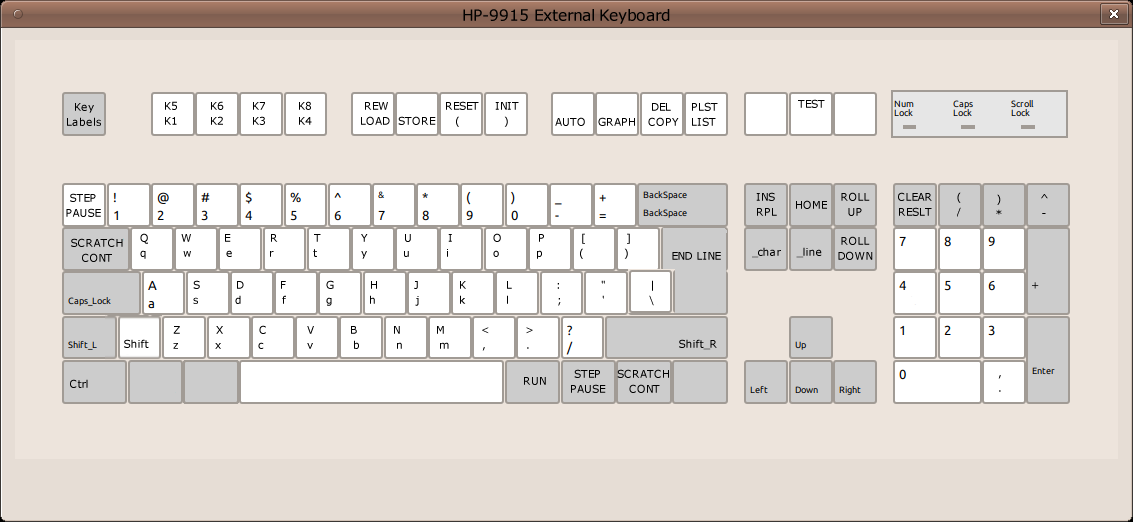 HP-9915 External Keyboard
Key
Labels
K5 K6 K7 K8
K1 K2 K3 K4
REW STORE RESET INIT
LOAD ( )
AUTO GRAPH DEL PLST
COPY LIST
TEST
Num Caps Scroll
Lock Lock Lock
STEP ! @ # $ % ^ & * ( ) _ + BackSpace
PAUSE 1 2 3 4 5 6 7 8 9 0 - = BackSpace
INS HOME ROLL
RPL UP
CLEAR ( ) ^
RESLT / * -
SCRATCH Q W E R T Y U I O P [ ] END LINE
CONT q w e r t y u i o p ( )
_char _line ROLL
DOWN
7 8 9 +
Caps_Lock A S D F G H J K L : " |
a s d f g h j k l ; ' \
4 5 6
Shift_L Shift Z X C V B N M < > ? Shift_R
z x c v b n m , . /
Up
1 2 3 Enter
Ctrl RUN STEP SCRATCH
PAUSE CONT
Left Down Right
0 ,
.